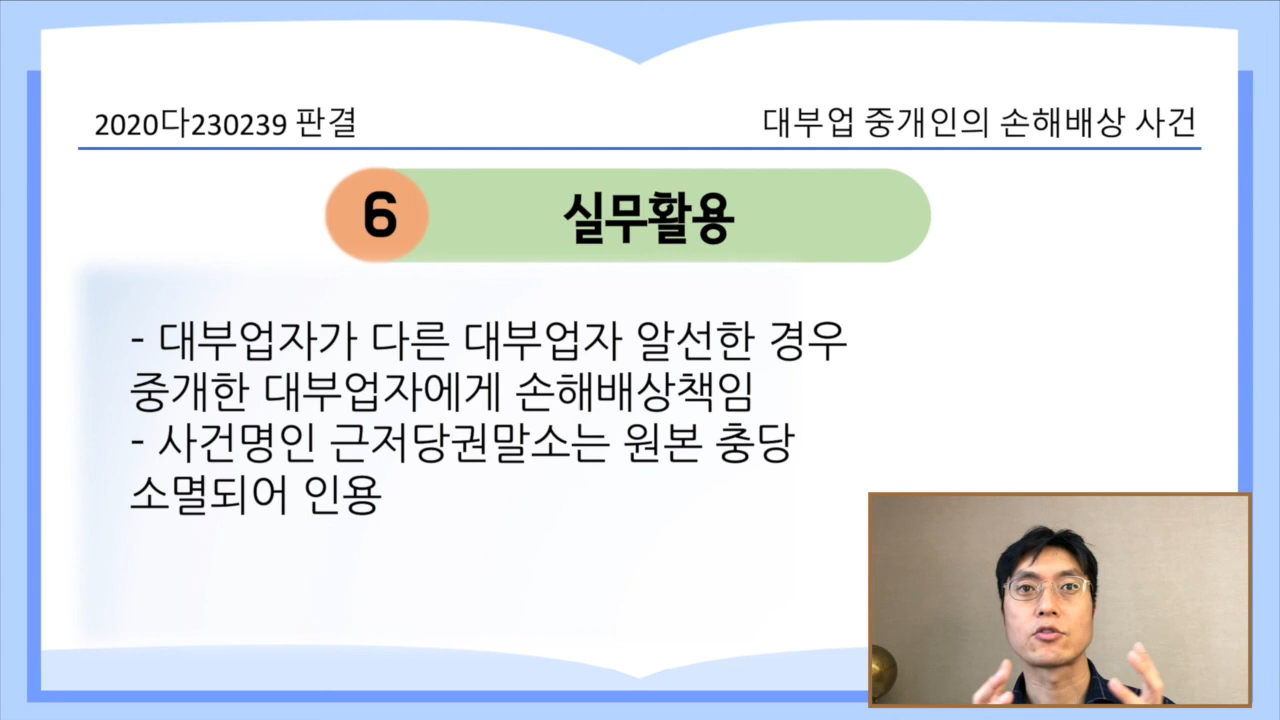 2020다230239 판결
대부업 중개인의 손해배상 사건
6
실무활용
- 대부업자가 다른 대부업자 알선한 경우
중개한 대부업자에게 손해배상책임
- 사건명인 근저당권말소는 원본 충당
소멸되어 인용